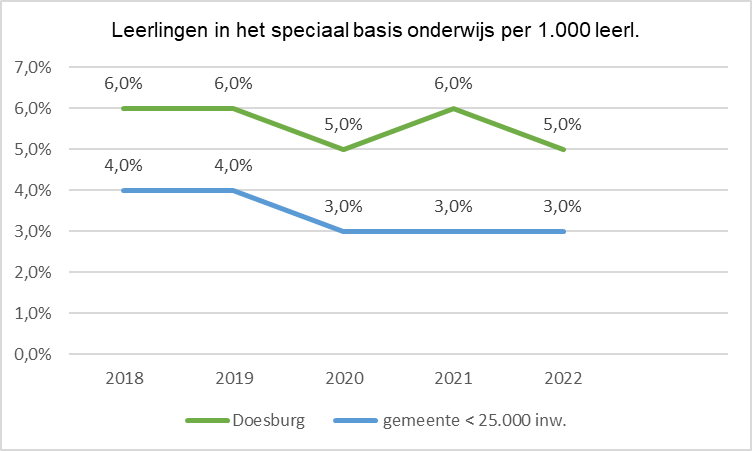 Leerlingen in het speciaal basis onderwijs per 1.000 leerl.
7,0%
6,0%
5,0%
4,0%
3,0%
2,0%
1,0%
0,0%
6,0% 6,0% 5,0% 6,0% 5,0%
4,0% 4,0% 3,0% 3,0% 3,0%
2018 2019 2020 2021 2022
Doesburg gemeente < 25.000 inw.